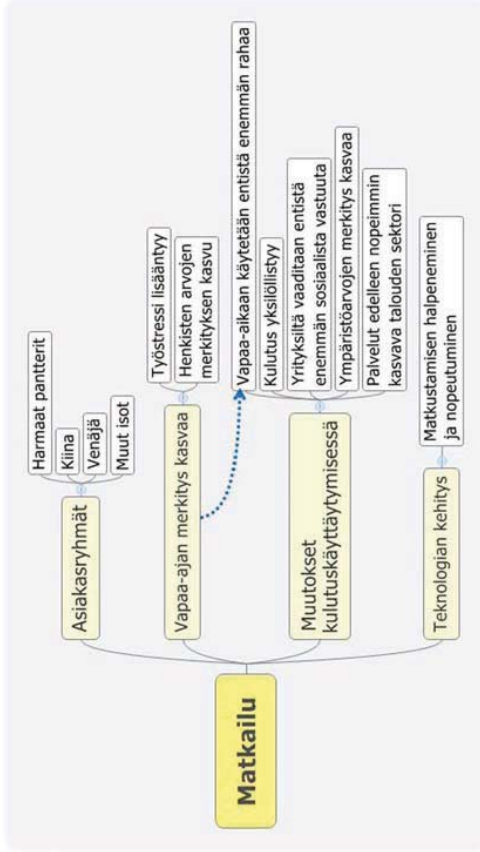 Matkailu
Asiakasryhmät
Harmaat pantterit
Kiina
Venäjä
Muut isot
Vapaa-ajan merkitys kasvaa
Työstressi lisääntyy
Henkisten arvojen
merkityksen kasvu
Muutokset
kulutuskäyttäytymisessä
Vapaa-aikaan käytetään entistä enemmän rahaa
Kulutus yksilöllistyy
Yrityksiltä vaaditaan entistä
enemmän sosiaalista vastuuta
Ympäristöarvojen merkitys kasvaa
Palvelut edelleen nopeimmin
kasvava talouden sektori
Teknologian kehitys
Matkustamisen halpeneminen
ja nopeutuminen